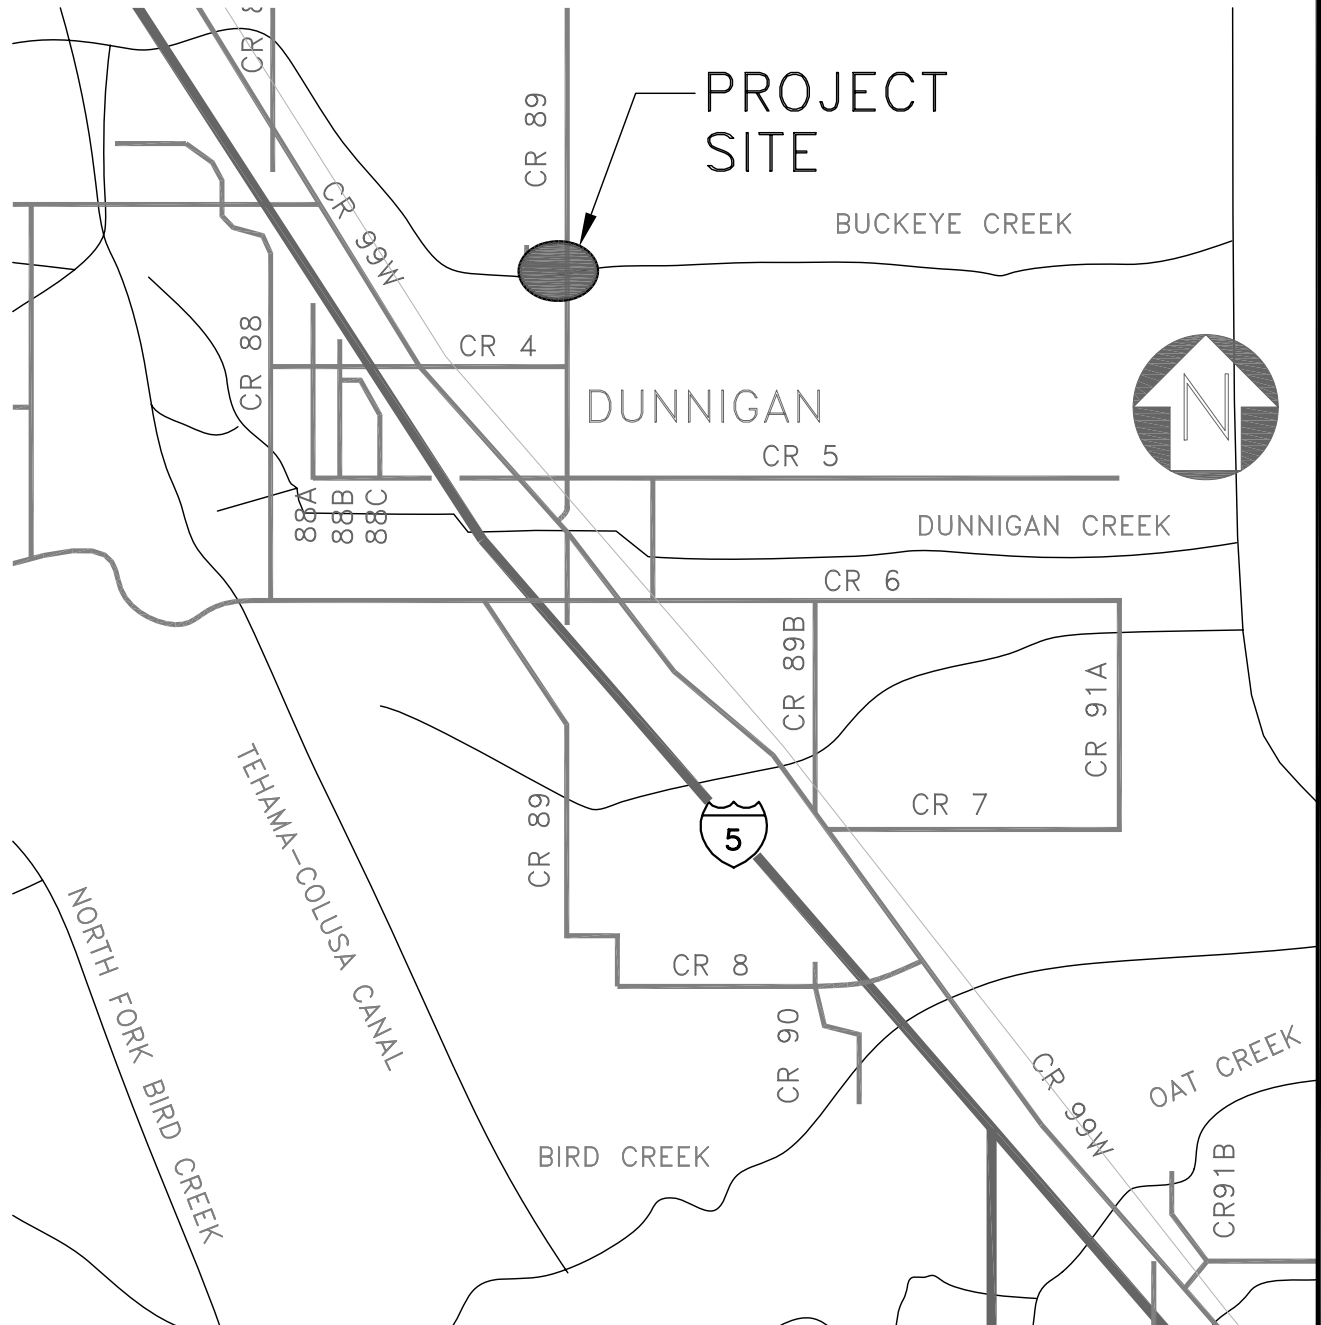 CR
CR 89
PROJECT
SITE
CR 99W
BUCKEYE CREEK
CR 88
CR 4
DUNNIGAN
N
CR 5
88A
88B
88C
DUNNIGAN CREEK
CR 6
CR 89B
CR 91A
TEHAMA-COLUSA CANAL
CR 89
5
CR 7
NORTH FORK BIRD CREEK
CR 8
CR 90
CR 99W
OAT CREEK
BIRD CREEK
CR91B